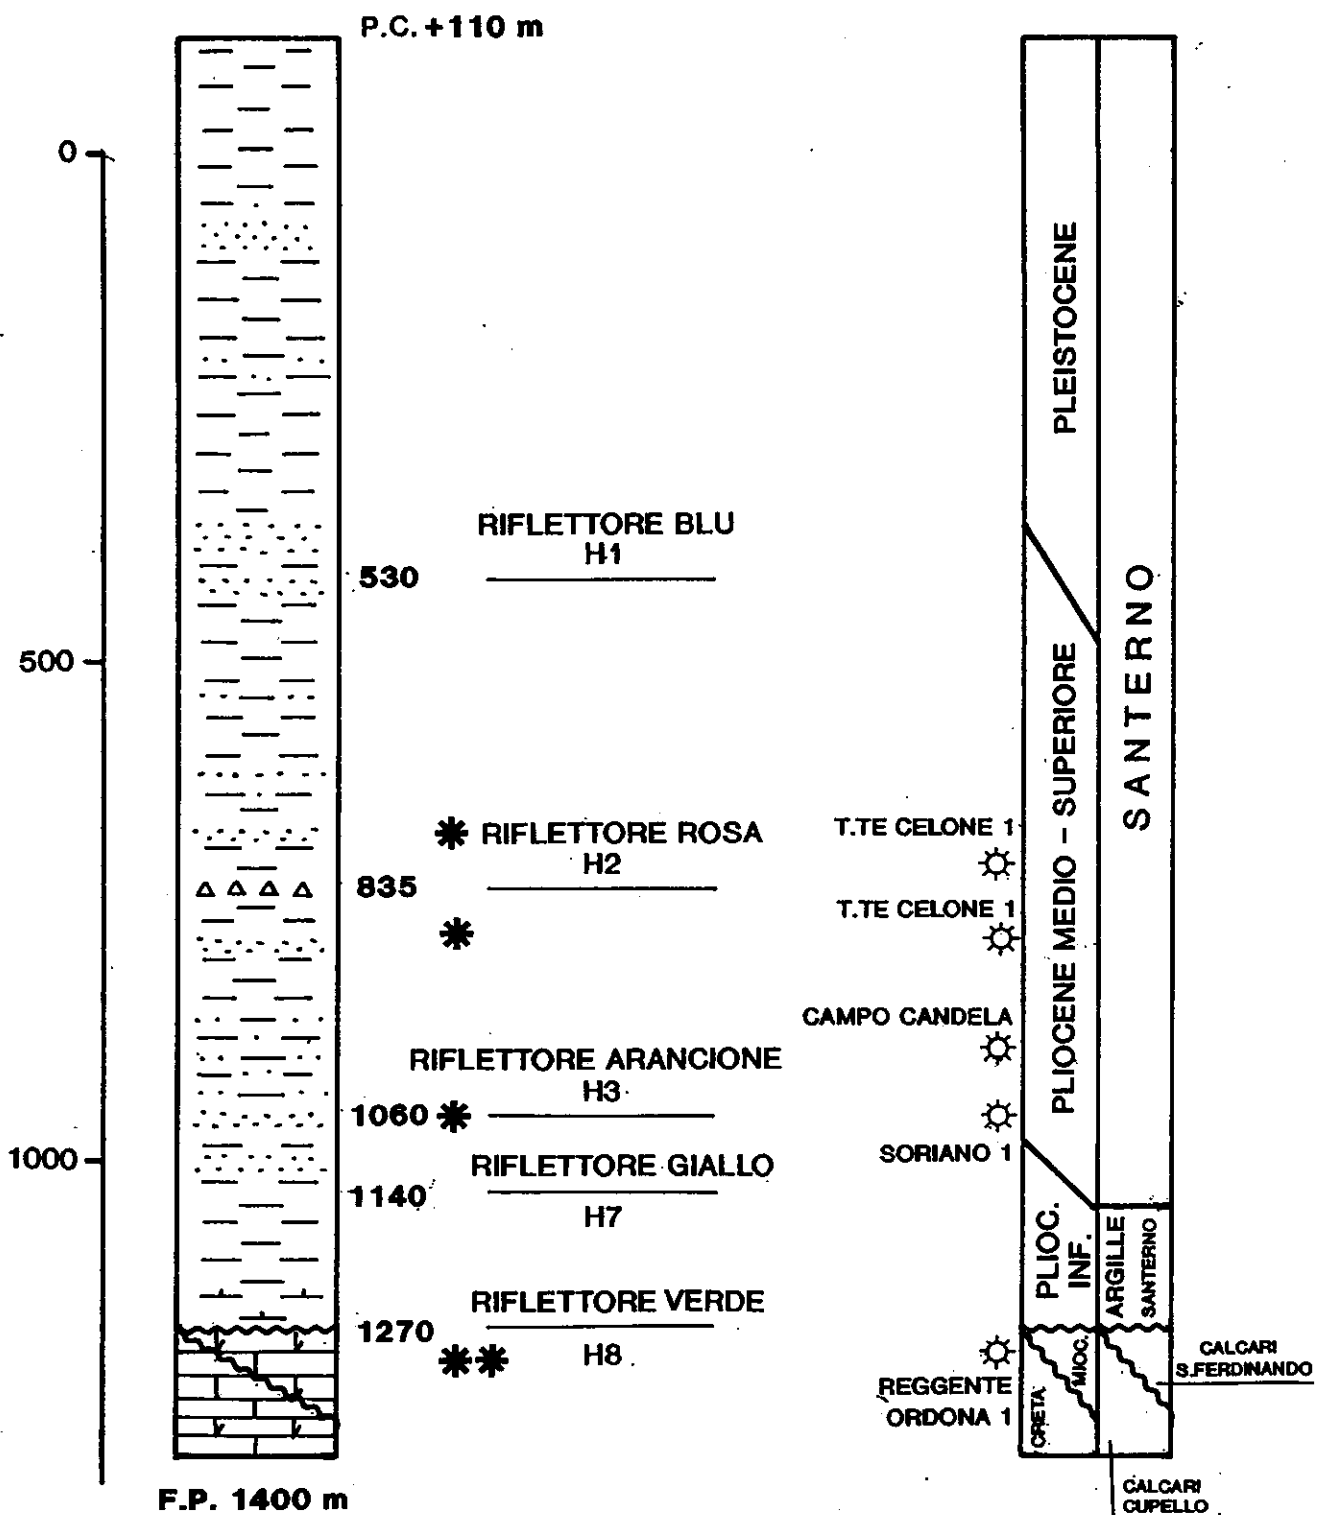 P.C. +110 m
0
PLEISTOCENE
RIFLETTORE BLU
H1
530
SANTERNO
500
PLIOCENE MEDIO - SUPERIORE
RIFLETTORE ROSA
H2
835
T.TE CELONE 1
T.TE CELONE 1
CAMPO CANDELA
RIFLETTORE ARANCIONE
H3
1060
SORIANO 1
1000
RIFLETTORE GIALLO
1140
H7
PLIOC.
INF.
ARGILLE
SANTERNO
RIFLETTORE VERDE
1270
H8
MIOC.
CALCARI
S.FERDINANDO
REGGENTE
ORDONA 1
CRETA
F.P. 1400 m
CALCARI
CUPELLO